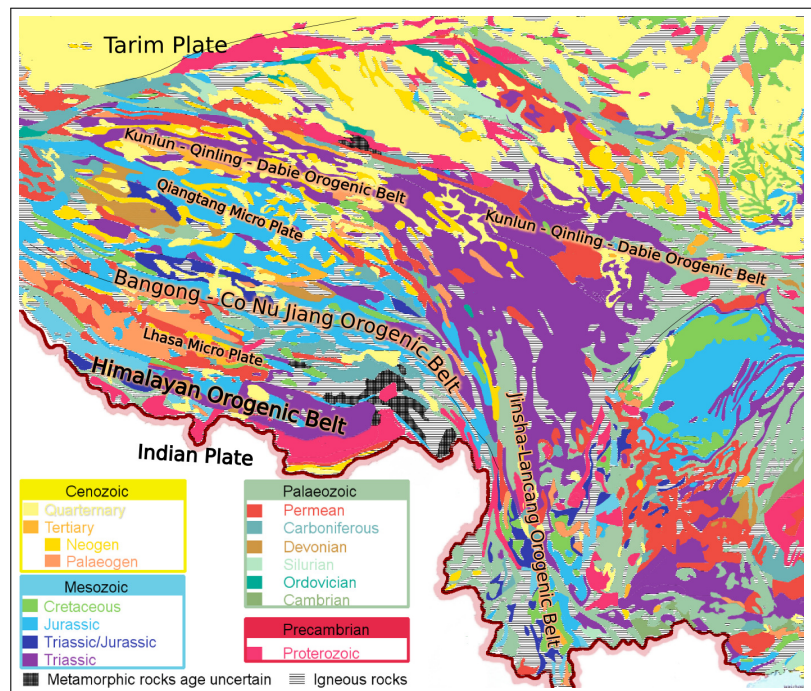 Tarim Plate
Kunlun - Qinling - Dabie Orogenic Belt
Qiangtang Micro Plate
Kunlun - Qinling - Dabie Orogenic Belt
Bangong - Co Nu Jiang Orogenic Belt
Lhasa Micro Plate
Himalayan Orogenic Belt
Jinsha-Lancang Orogenic Belt
Indian Plate
Cenozoic
Quarternary
Tertiary
Neogen
Palaeogen
Mesozoic
Cretaceous
Jurassic
Triassic/Jurassic
Triassic
Palaeozoic
Permean
Carboniferous
Devonian
Silurian
Ordovician
Cambrian
Precambrian
Proterozoic
Metamorphic rocks age uncertain
Igneous rocks